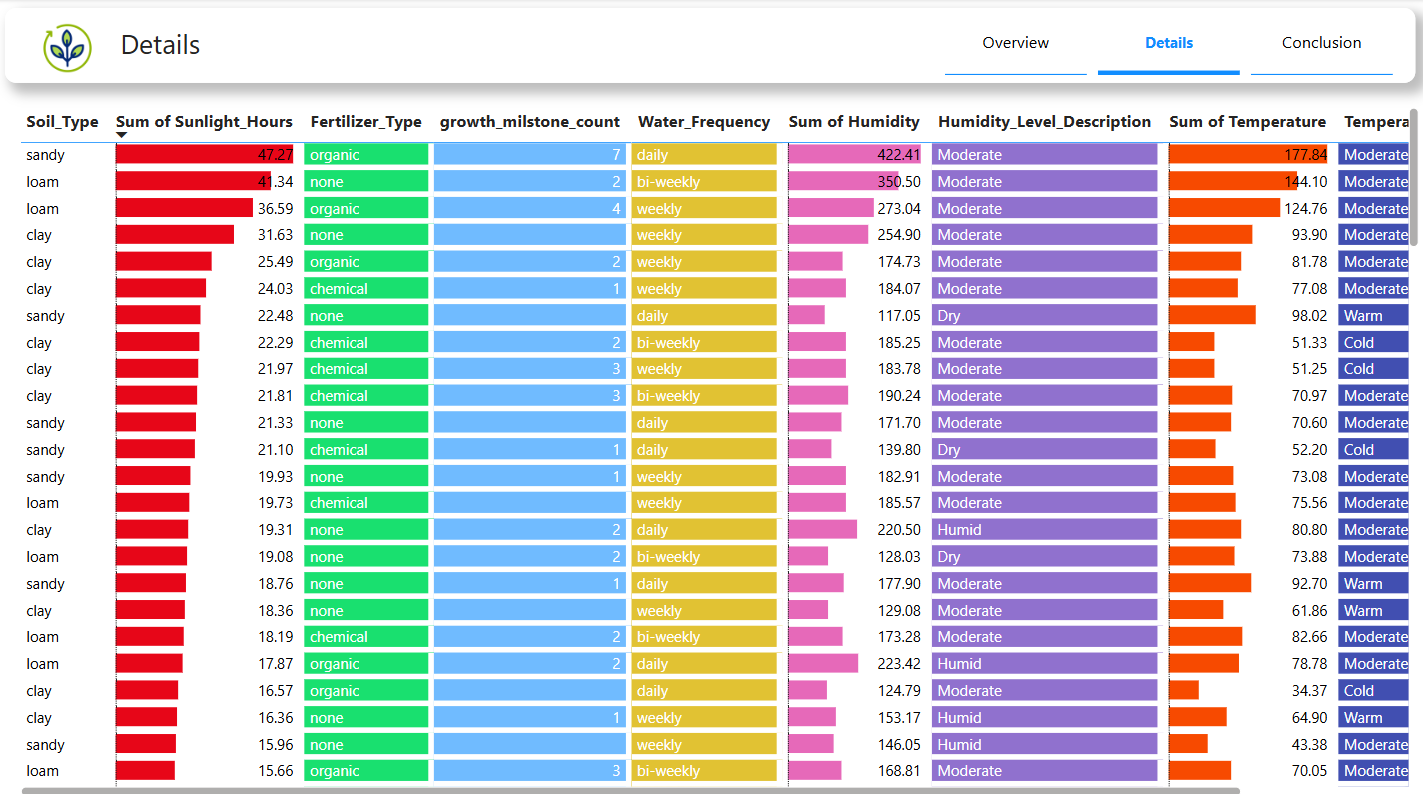 Details Overview Details Conclusion
Soil_Type Sum of Sunlight_Hours Fertilizer_Type growth_milstone_count Water_Frequency Sum of Humidity Humidity_Level_Description Sum of Temperature Tempera
sandy 47.27 organic 7 daily 422.41 Moderate 177.84 Moderate
loam 41.34 none 2 bi-weekly 350.50 Moderate 144.10 Moderate
loam 36.59 organic 4 weekly 273.04 Moderate 124.76 Moderate
clay 31.63 none weekly 254.90 Moderate 93.90 Moderate
clay 25.49 organic 2 weekly 174.73 Moderate 81.78 Moderate
clay 24.03 chemical 1 weekly 184.07 Moderate 77.08 Moderate
sandy 22.48 none daily 117.05 Dry 98.02 Warm
clay 22.29 chemical 2 bi-weekly 185.25 Moderate 51.33 Cold
clay 21.97 chemical 3 weekly 183.78 Moderate 51.25 Cold
clay 21.81 chemical 3 bi-weekly 190.24 Moderate 70.97 Moderate
sandy 21.33 none daily 171.70 Moderate 70.60 Moderate
sandy 21.10 chemical 1 daily 139.80 Dry 52.20 Cold
sandy 19.93 none 1 weekly 182.91 Moderate 73.08 Moderate
loam 19.73 chemical weekly 185.57 Moderate 75.56 Moderate
clay 19.31 none 2 daily 220.50 Humid 80.80 Moderate
loam 19.08 none 2 bi-weekly 128.03 Dry 73.88 Moderate
sandy 18.76 none 1 daily 177.90 Moderate 92.70 Warm
clay 18.36 none weekly 129.08 Moderate 61.86 Warm
loam 18.19 chemical 2 bi-weekly 173.28 Moderate 82.66 Moderate
loam 17.87 organic 2 daily 223.42 Humid 78.78 Moderate
clay 16.57 organic daily 124.79 Moderate 34.37 Cold
clay 16.36 none 1 weekly 153.17 Humid 64.90 Warm
sandy 15.96 none weekly 146.05 Humid 43.38 Moderate
loam 15.66 organic 3 bi-weekly 168.81 Moderate 70.05 Moderate